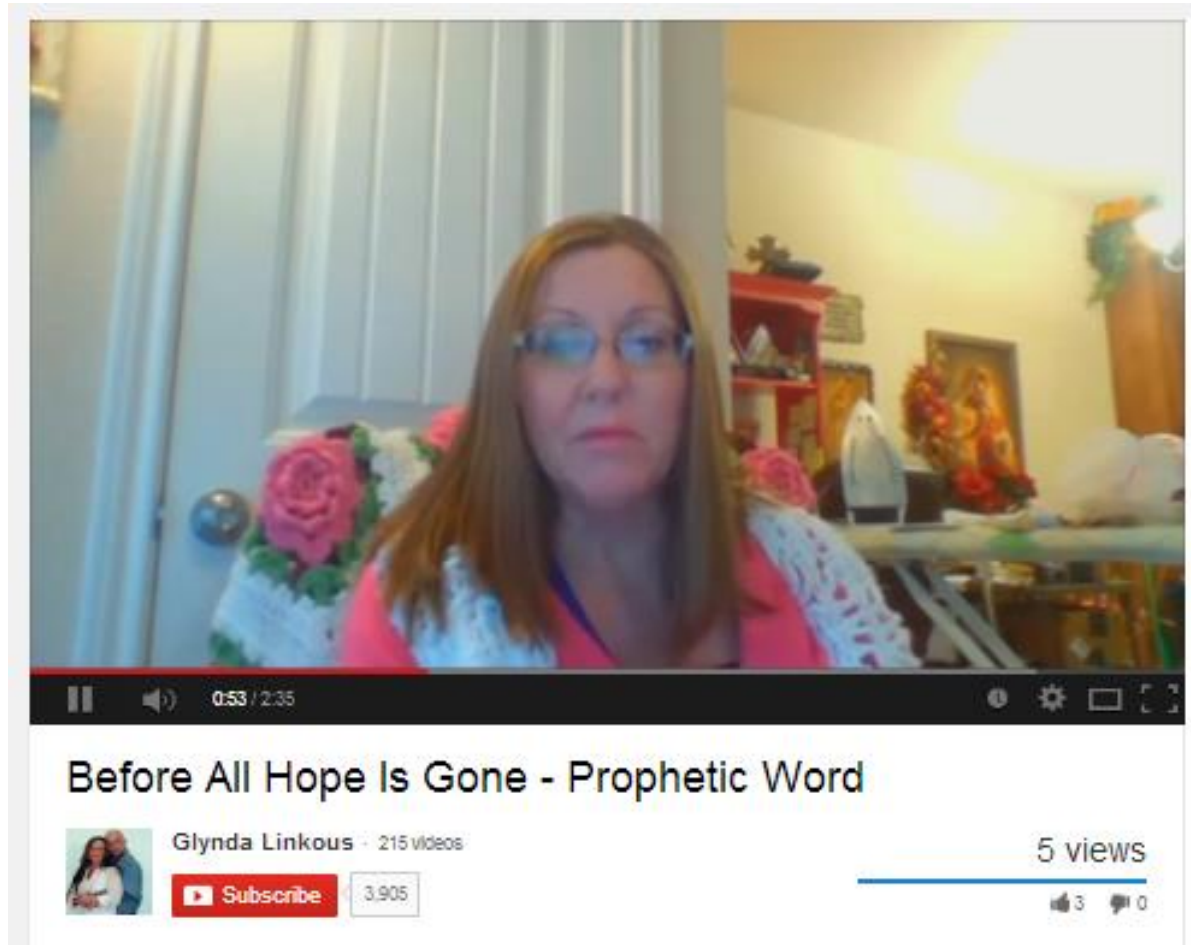 0:53 / 2:35
Before All Hope Is Gone - Prophetic Word
Glynda Linkous · 215 videos
5 views
Subscribe 3,905
3 0